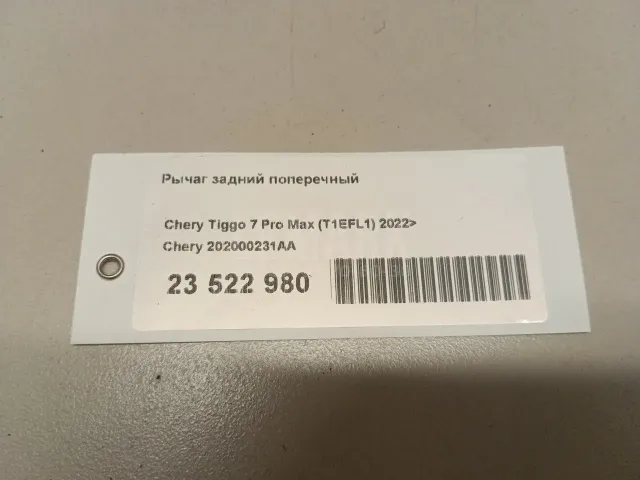 Рычаг задний поперечный
Chery Tiggo 7 Pro Max (T1EFL1) 2022>
Chery 202000231AA
23 522 980